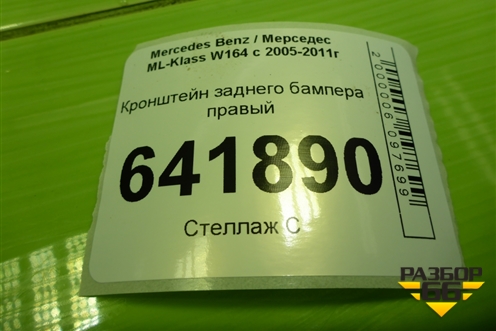 Mercedes Benz / Мерседес
ML-Klass W164 с 2005-2011г
Кронштейн заднего бампера
правый
641890
Стеллаж С
2000006097699
РАЗБОР
66